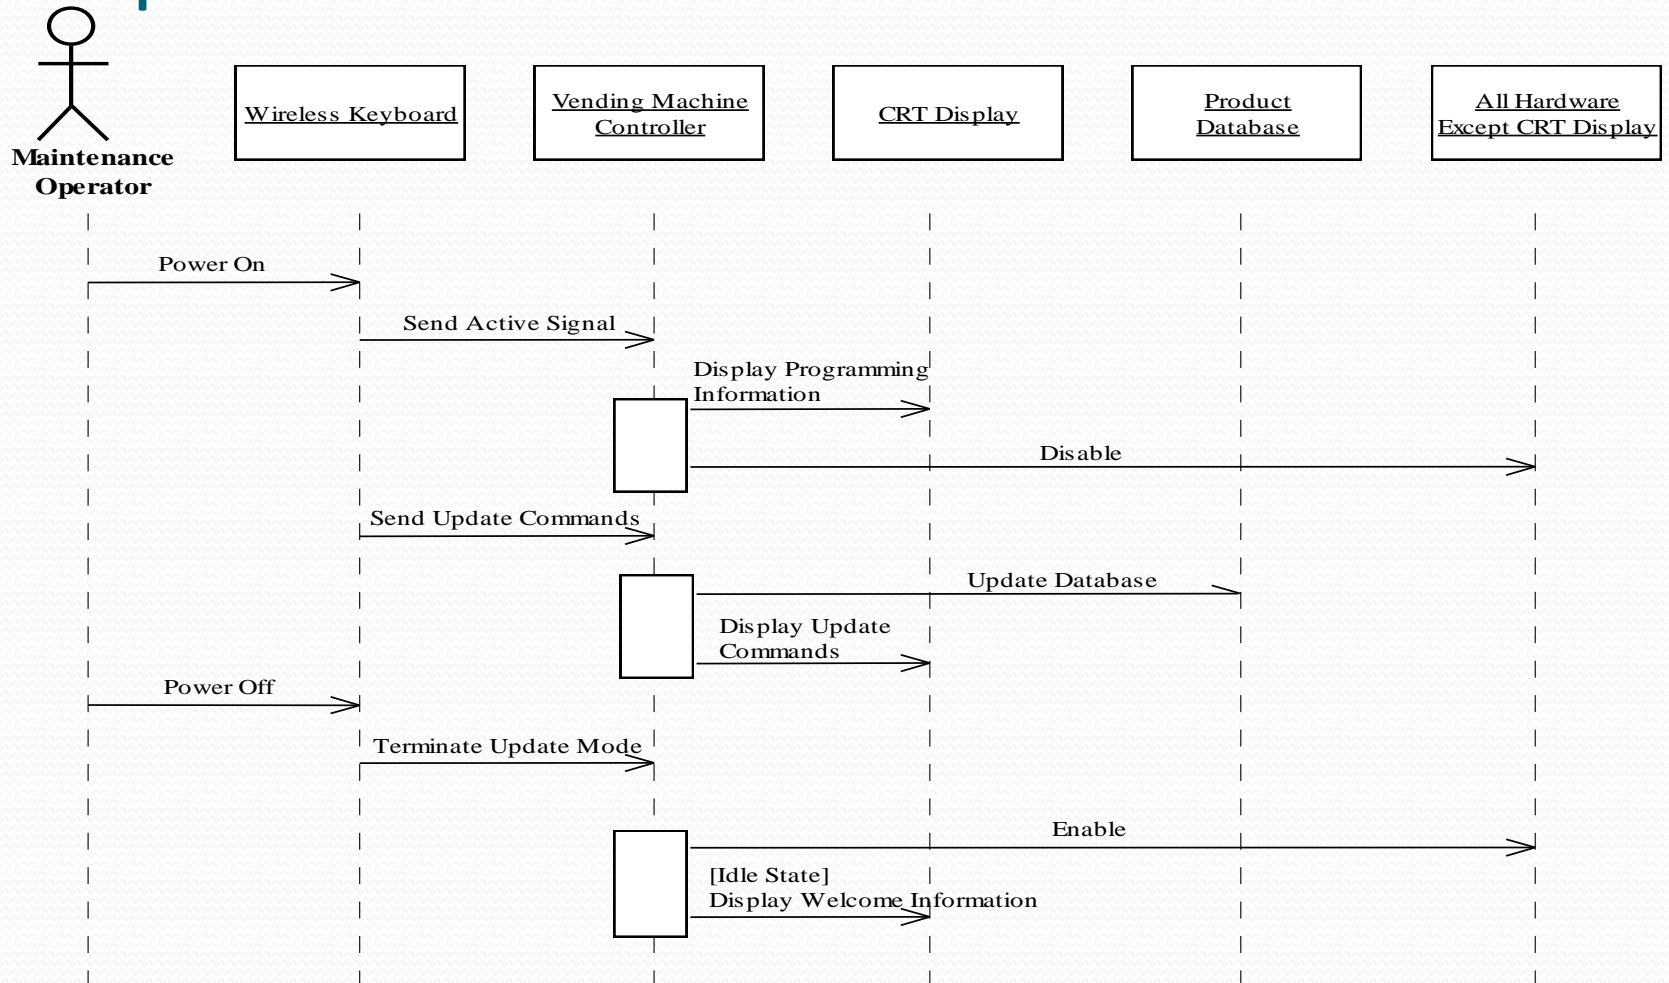 Wireless Keyboard
Vending Machine
Controller
CRT Display
Product
Database
All Hardware
Except CRT Display
Maintenance
Operator
Power On
Send Active Signal
Display Programming
Information
Disable
Send Update Commands
Update Database
Display Update
Commands
Power Off
Terminate Update Mode
Enable
[Idle State]
Display Welcome Information